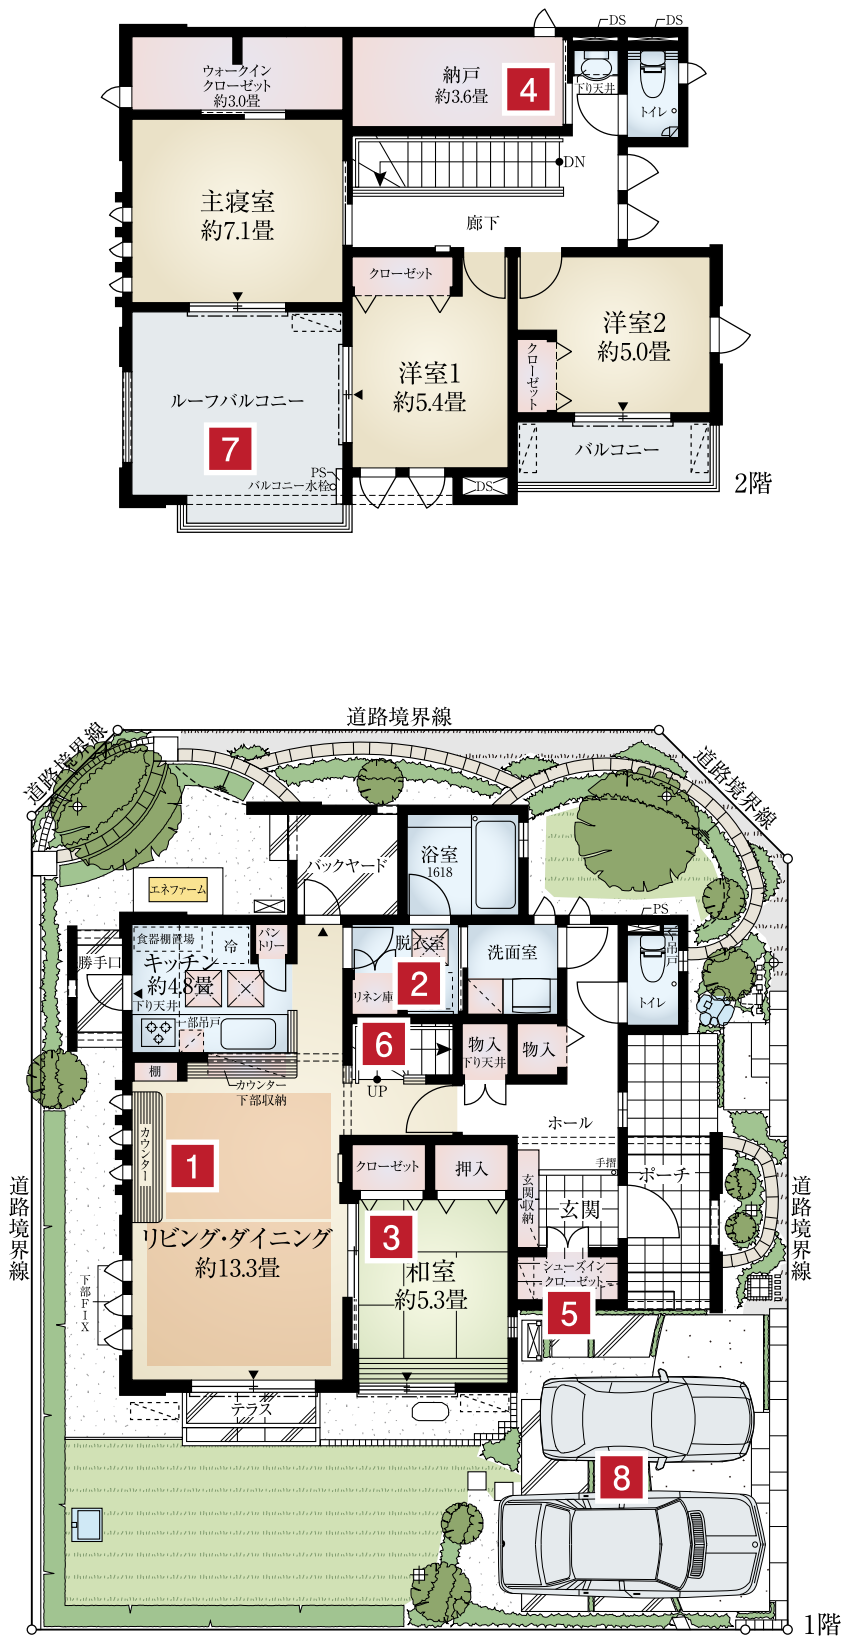 DS
DS
ウォークイン
クローゼット
約3.0畳
納戸
約3.6畳
4
下り天井
トイレ
DN
主寝室
約7.1畳
廊下
クローゼット
洋室2
約5.0畳
洋室1
約5.4畳
クローゼット
ルーフバルコニー
7
バルコニー
PS
バルコニー水栓
DS
2階
道路境界線
道路境界線
道路境界線
バックヤード
浴室
1618
エネファーム
PS
食器棚置場
冷
パン
トリー
脱衣室
洗面室
吊戸
勝手口
キッチン
約4.8畳
下り天井
リネン庫
2
トイレ
一部吊戸
6
物入
下り天井
物入
棚
カウンター
下部収納
UP
カウンター
ホール
1
クローゼット
押入
手摺
ポーチ
玄関収納
玄関
道路境界線
道路境界線
リビング・ダイニング
約13.3畳
3
和室
約5.3畳
シューズイン
クローゼット
下部FIX
5
テラス
8
1階